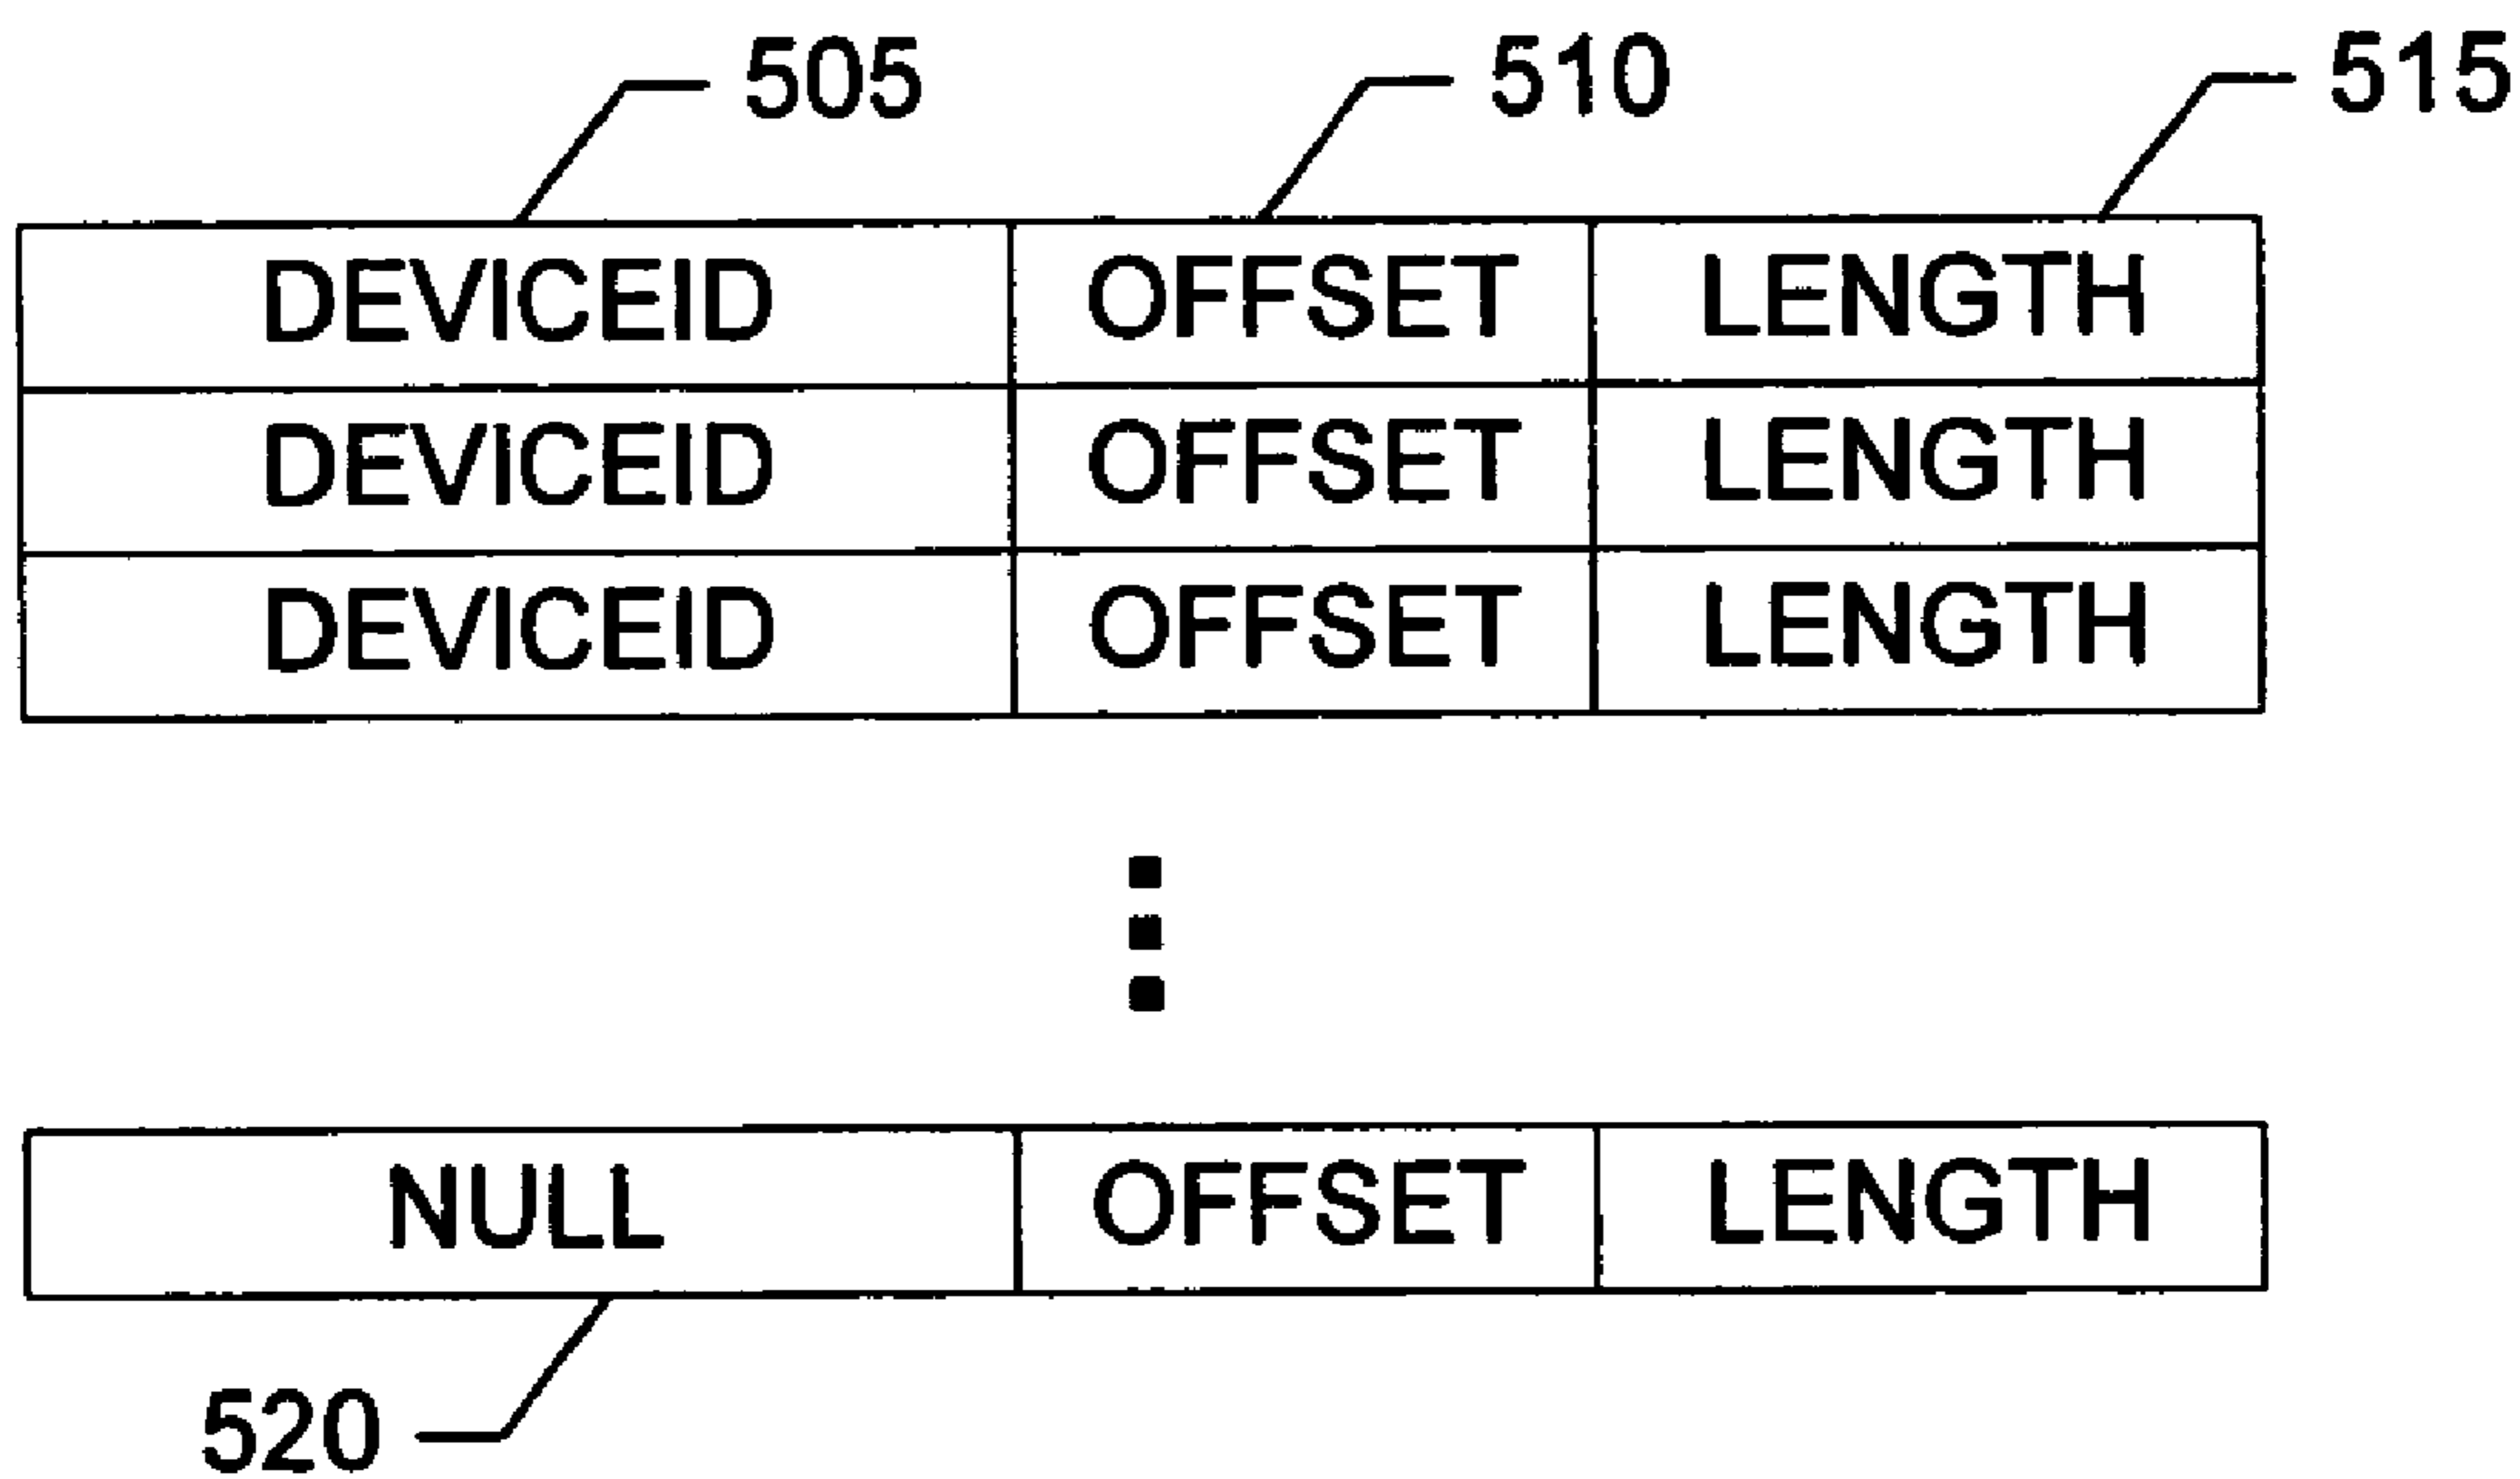 505 510 515
DEVICEID OFFSET LENGTH
DEVICEID OFFSET LENGTH
DEVICEID OFFSET LENGTH
NULL OFFSET LENGTH
520